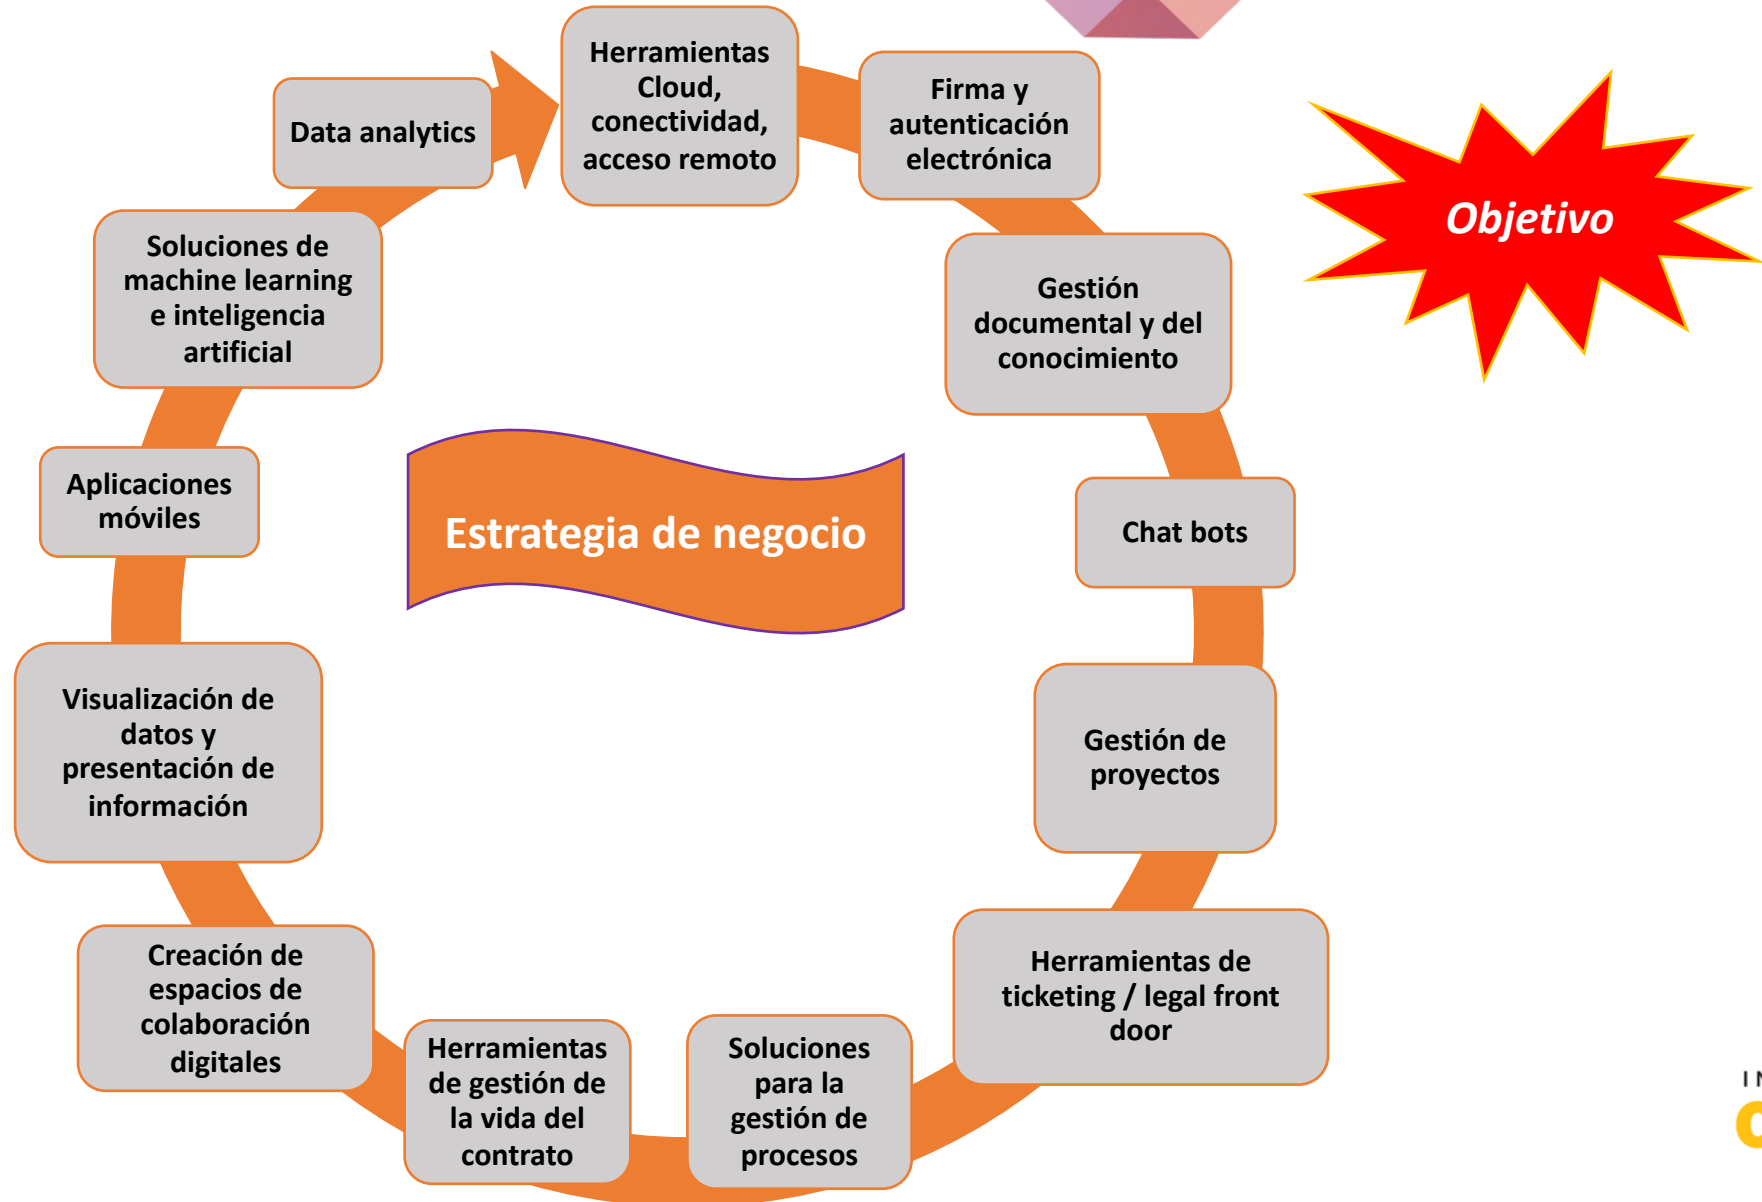 Herramientas
Cloud,
conectividad,
acceso remoto
Firma y
autenticación
electrónica
Gestión
documental y del
conocimiento
Chat bots
Gestión de
proyectos
Herramientas de
ticketing / legal front
door
Soluciones
para la
gestión de
procesos
Herramientas
de gestión de
la vida del
contrato
Creación de
espacios de
colaboración
digitales
Visualización de
datos y
presentación de
información
Aplicaciones
móviles
Soluciones de
machine learning
e inteligencia
artificial
Data analytics
Estrategia de negocio
Objetivo